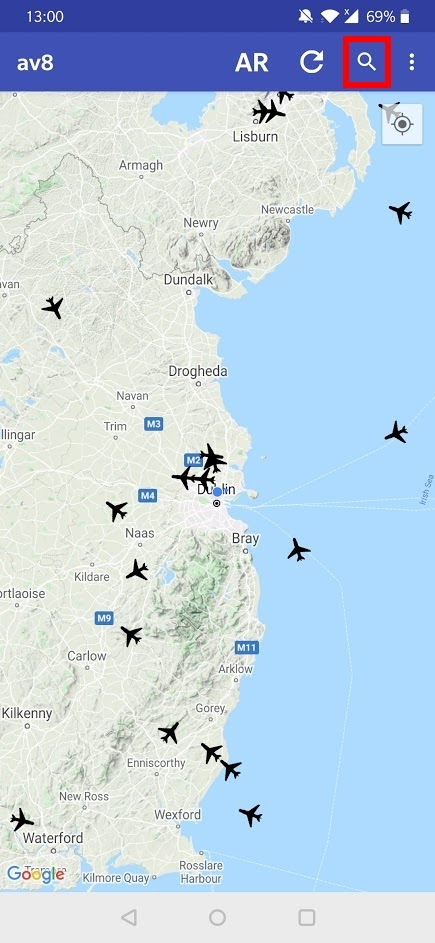 13:00
69%
av8
AR
Lisburn
Armagh
Newcastle
Newry
Dundalk
Drogheda
Navan
M3
Trim
llingar
M2
Dublin
M4
Irish Sea
Naas
Bray
Kildare
ortlaoise
M9
M11
Carlow
Arklow
Gorey
Kilkenny
Enniscorthy
New Ross
Wexford
Waterford
Rosslare
Harbour
Google
Kilmore Quay